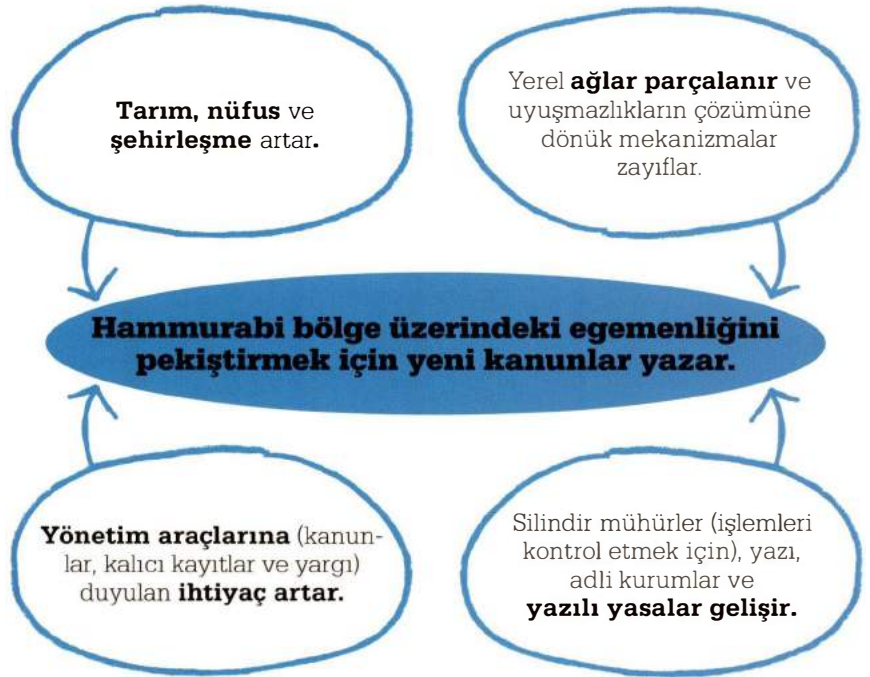 Tarım, nüfus ve
şehirleşme artar.
Yerel ağlar parçalanır ve
uyuşmazlıkların çözümüne
dönük mekanizmalar
zayıflar.
Hammurabi bölge üzerindeki egemenliğini
pekiştirmek için yeni kanunlar yazar.
Yönetim araçlarına (kanun-
lar, kalıcı kayıtlar ve yargı)
duyulan ihtiyaç artar.
Silindir mühürler (işlemleri
kontrol etmek için), yazı,
adli kurumlar ve
yazılı yasalar gelişir.